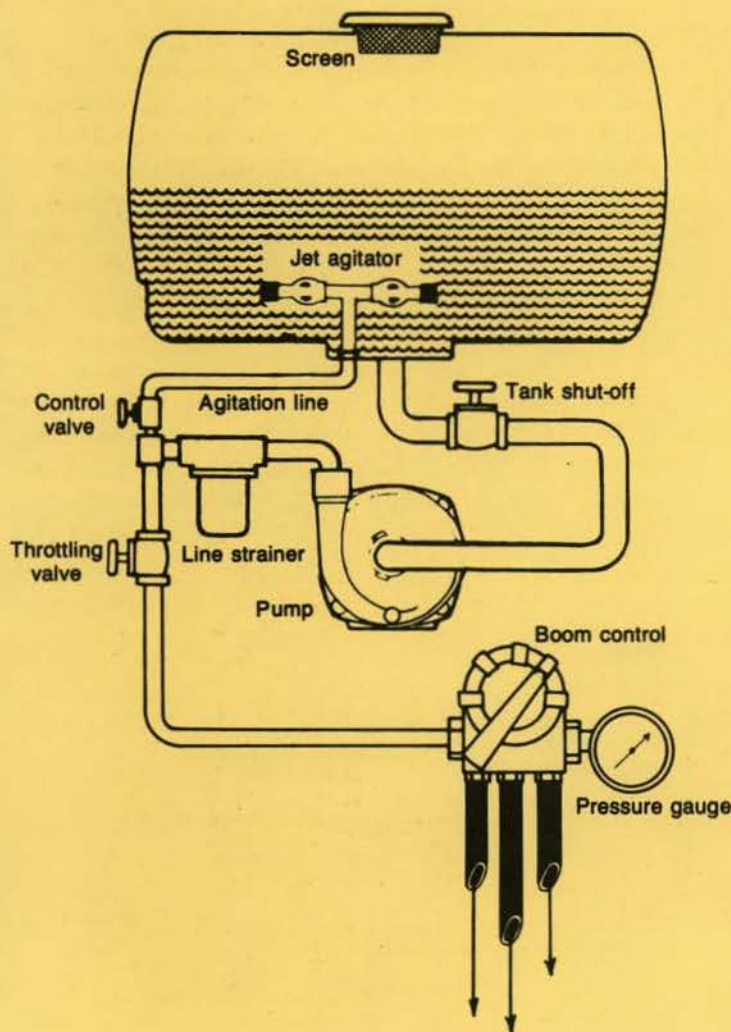 Screen
Jet agitator
Control
valve
Agitation line
Tank shut-off
Throttling
valve
Line strainer
Pump
Boom control
Pressure gauge